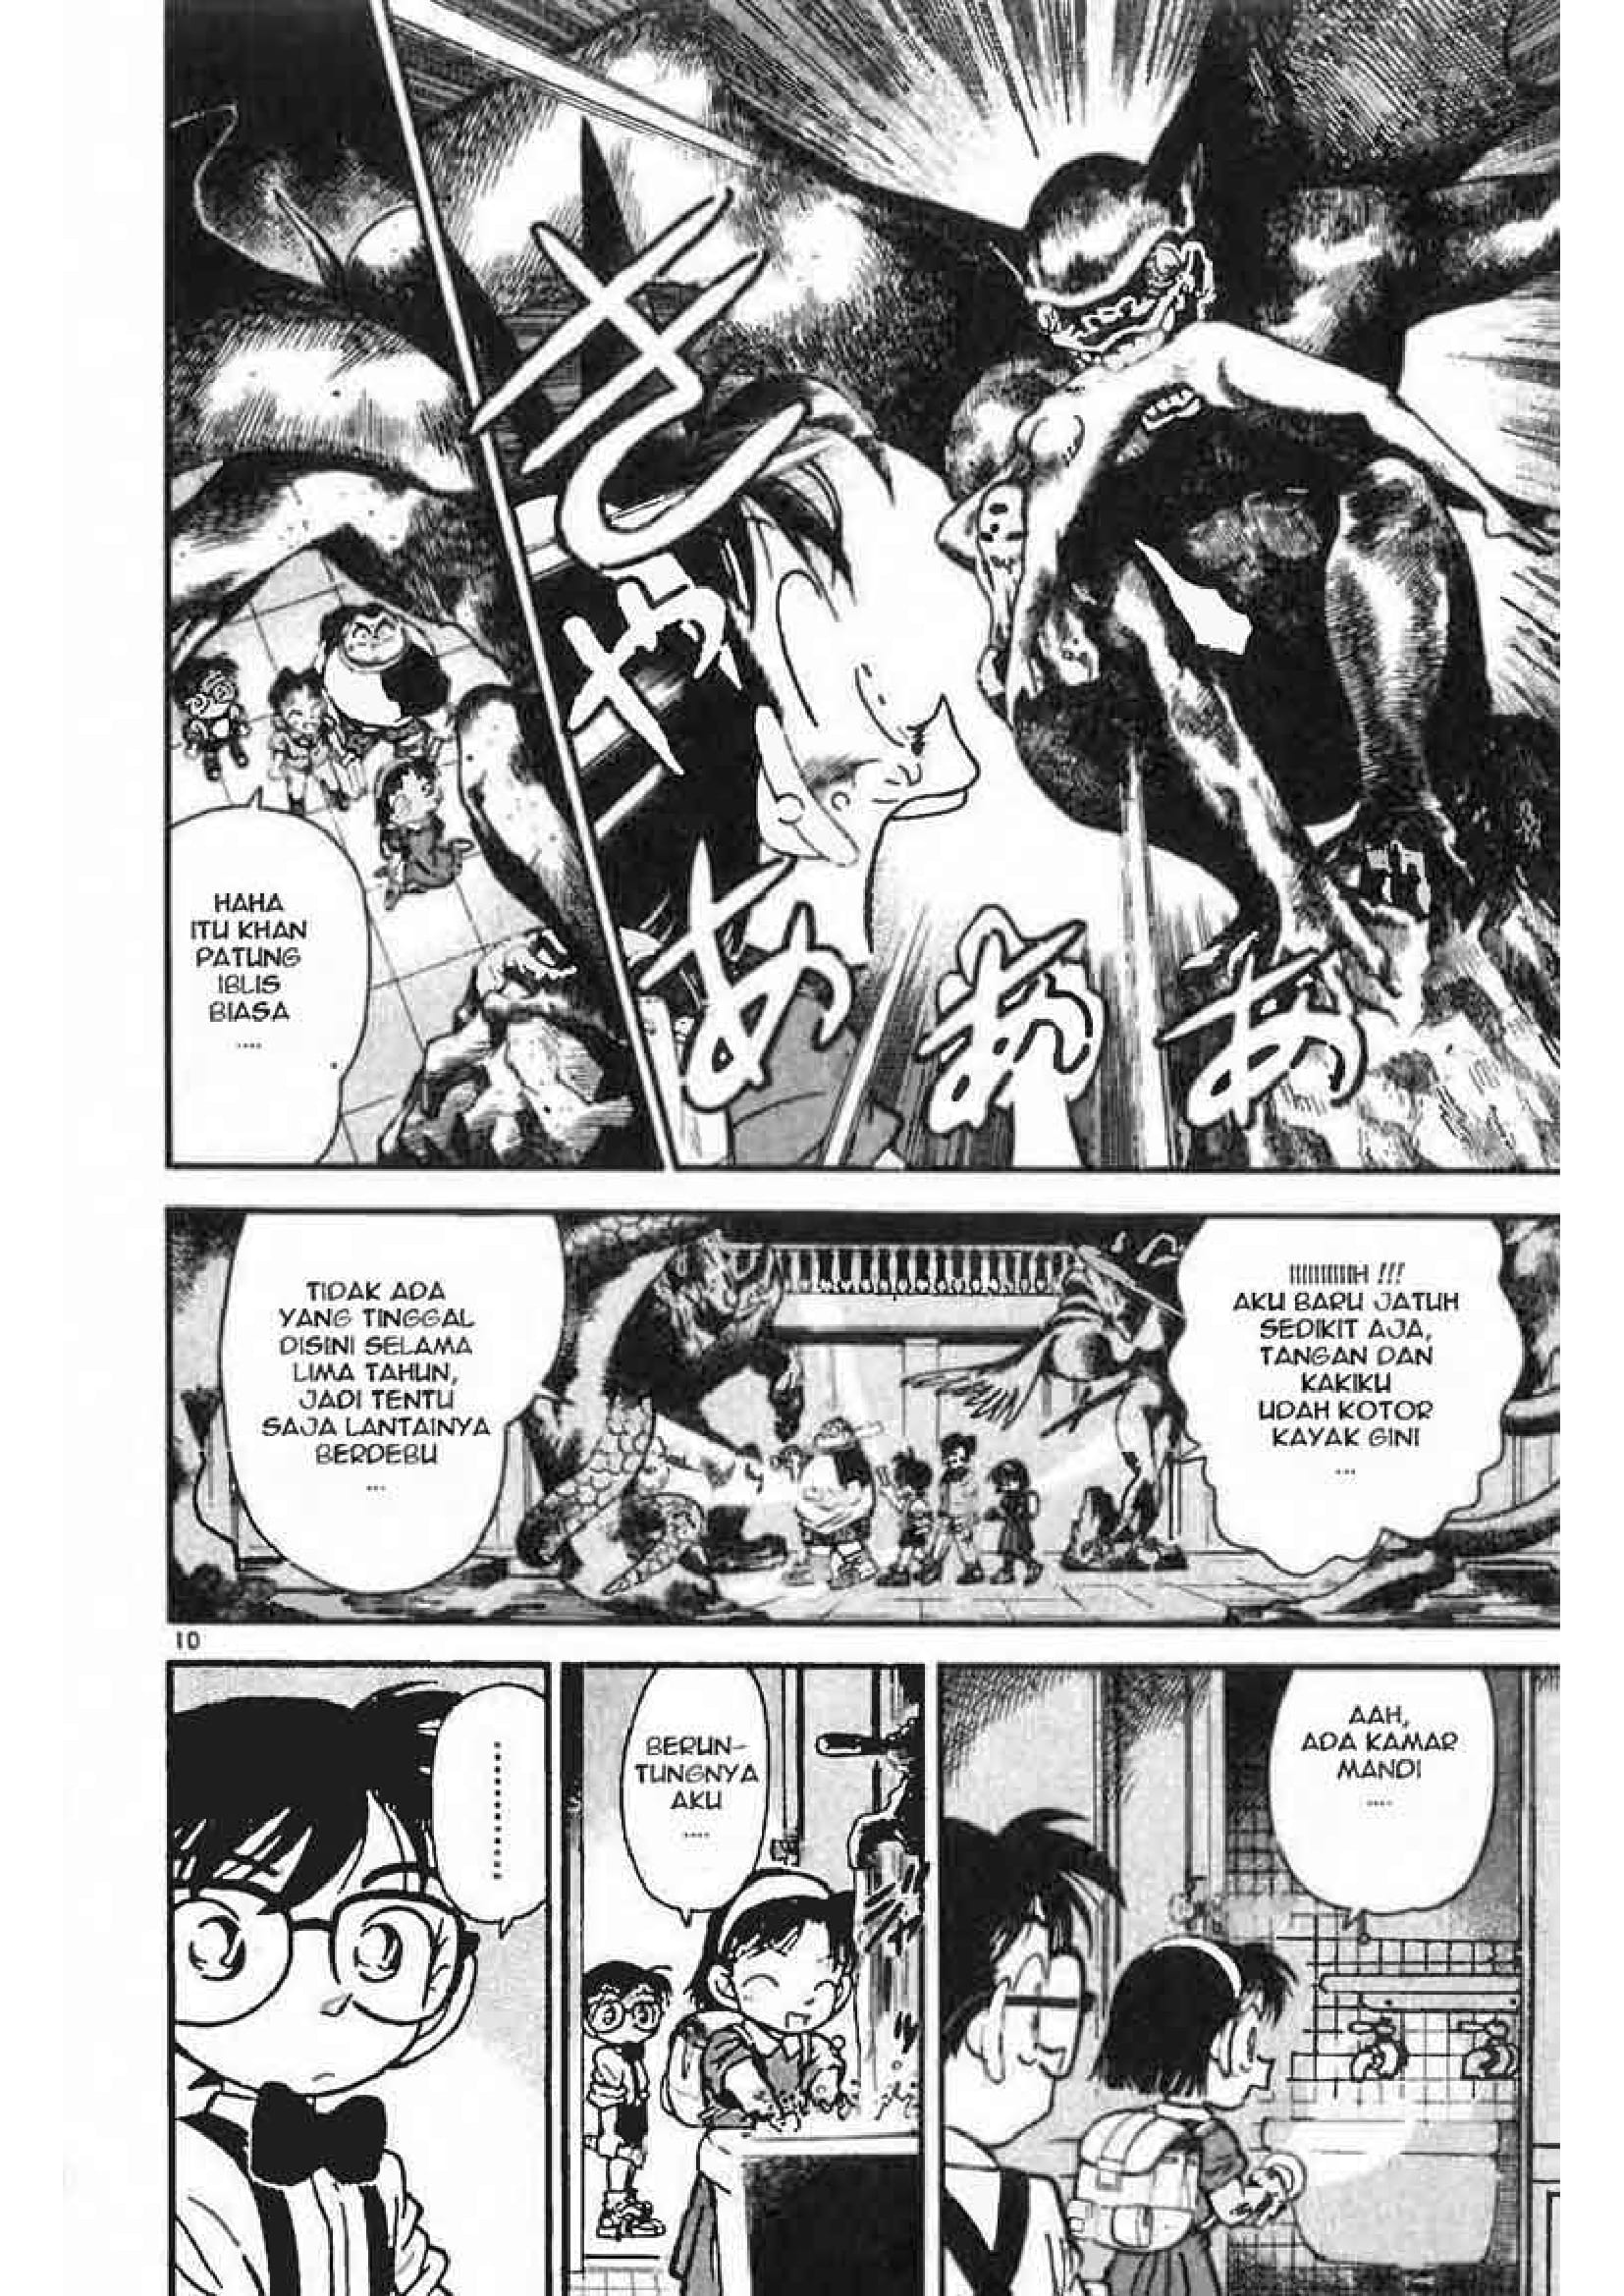 きゃああああ
HAHA
ITU KHAN
PATUNG
IBLIS
BIASA
....
IIIIIIIIIIH !!!
AKU BARU JATUH
SEDIKIT AJA,
TANGAN DAN
KAKIKU
UDAH KOTOR
KAYAK GINI
...
TIDAK ADA
YANG TINGGAL
DISINI SELAMA
LIMA TAHUN,
JADI TENTU
SAJA LANTAINYA
BERDEBU
...
10
AAH,
ADA KAMAR
MANDI
....
BERUN-
TUNGNYA
AKU
....
............